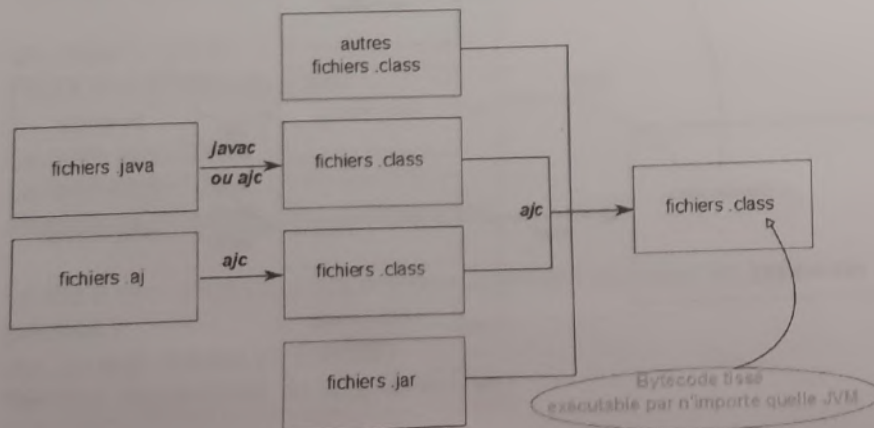 autres
fichiers .class
fichiers .java
javac
ou ajc
fichiers .class
ajc
fichiers .class
fichiers .aj
ajc
fichiers .class
fichiers .jar
Bytecode tissé
exécutable par n'importe quelle JVM